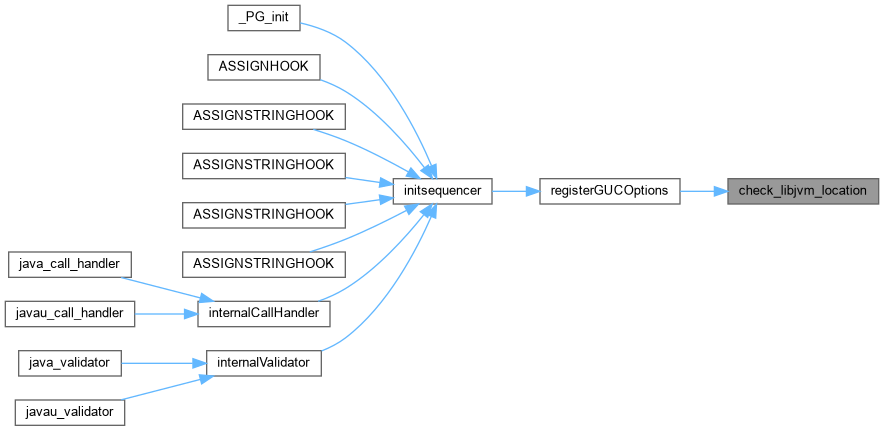 _PG_init
ASSIGNHOOK
ASSIGNSTRINGHOOK
ASSIGNSTRINGHOOK
initsequencer
registerGUCOptions
check_libjvm_location
ASSIGNSTRINGHOOK
ASSIGNSTRINGHOOK
java_call_handler
javau_call_handler
internalCallHandler
java_validator
internalValidator
javau_validator